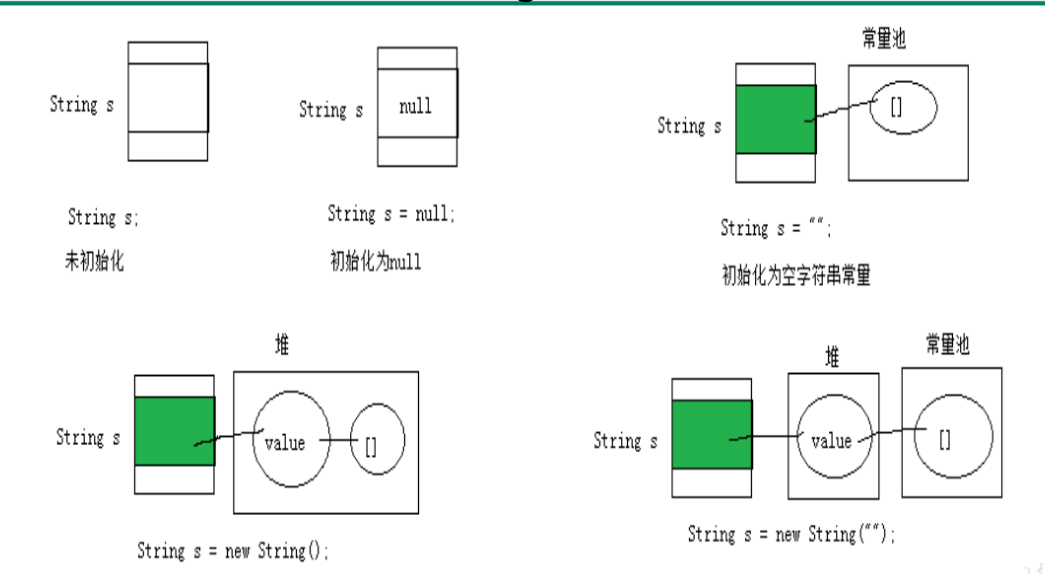 常量池
String s
String s
null
String s
[]
String s;
未初始化
String s = null;
初始化为null
String s = "";
初始化为空字符串常量
堆
String s
value
[]
String s = new String();
堆
常量池
String s
value
[]
String s = new String("");